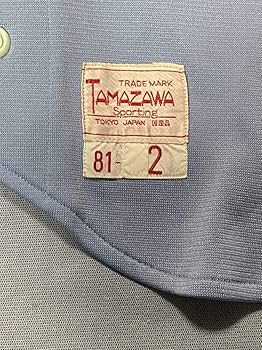 TRADE MARK
TAMAZAWA
Sporting
TOKYO JAPAN
81- 2